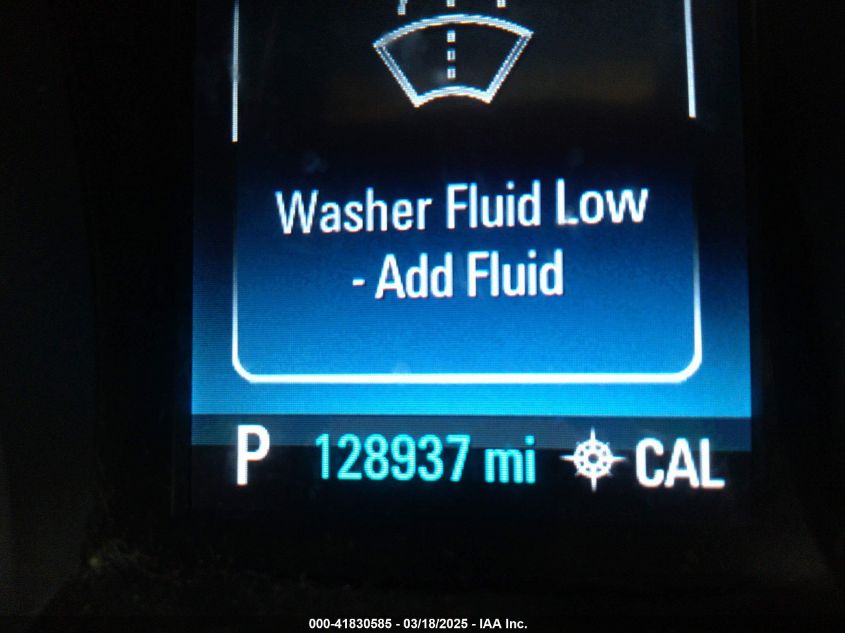 Washer Fluid Low
- Add Fluid
P 128937 mi CAL
000-41830585 - 03/18/2025 - IAA Inc.